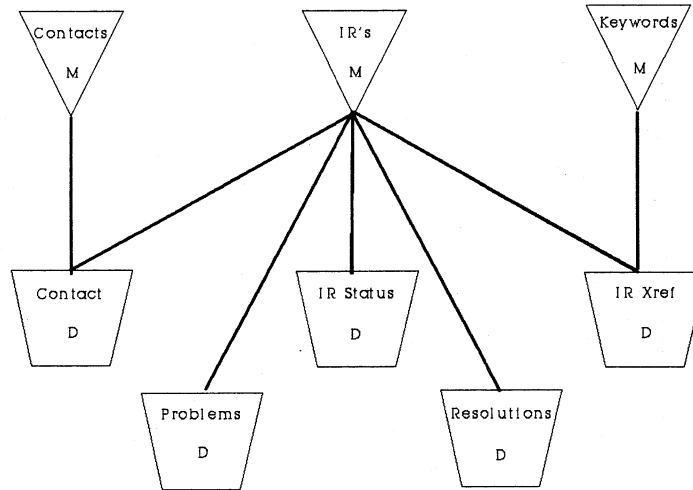 Contacts
M
IR's
M
Keywords
M
Contact
D
IR Status
D
IR Xref
D
Problems
D
Resolutions
D